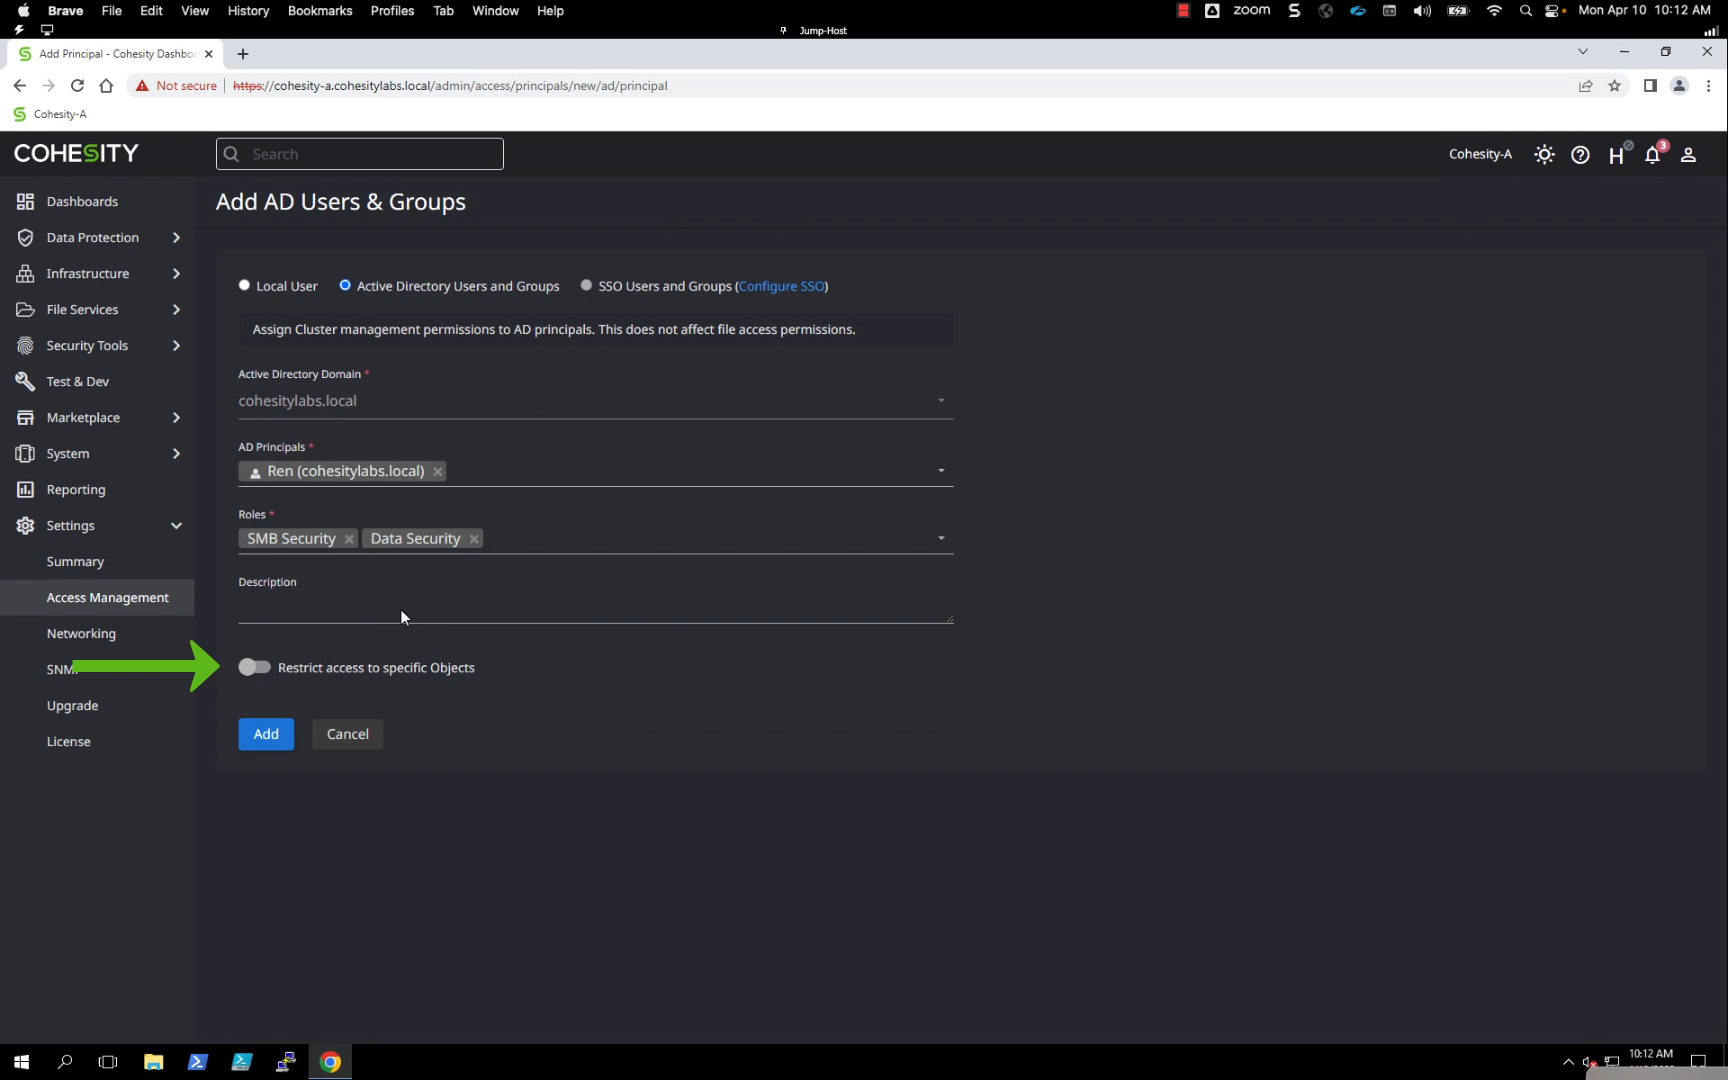 Brave File Edit View History Bookmarks Profiles Tab Window Help
zoom
Mon Apr 10 10:12 AM
Jump-Host
Add Principal - Cohesity Dashbo
Not secure | https://cohesity-a.cohesitylabs.local/admin/access/principals/new/ad/principal
Cohesity-A
COHESITY
Search
Cohesity-A
H
3
Add AD Users & Groups
Dashboards
Data Protection
Infrastructure
File Services
Security Tools
Test & Dev
Marketplace
System
Reporting
Settings
Summary
Access Management
Networking
SNM
Upgrade
License
Local User
Active Directory Users and Groups
SSO Users and Groups (Configure SSO)
Assign Cluster management permissions to AD principals. This does not affect file access permissions.
Active Directory Domain *
cohesitylabs.local
AD Principals *
Ren (cohesitylabs.local)
Roles *
SMB Security
Data Security
Description
Restrict access to specific Objects
Add
Cancel
10:12 AM